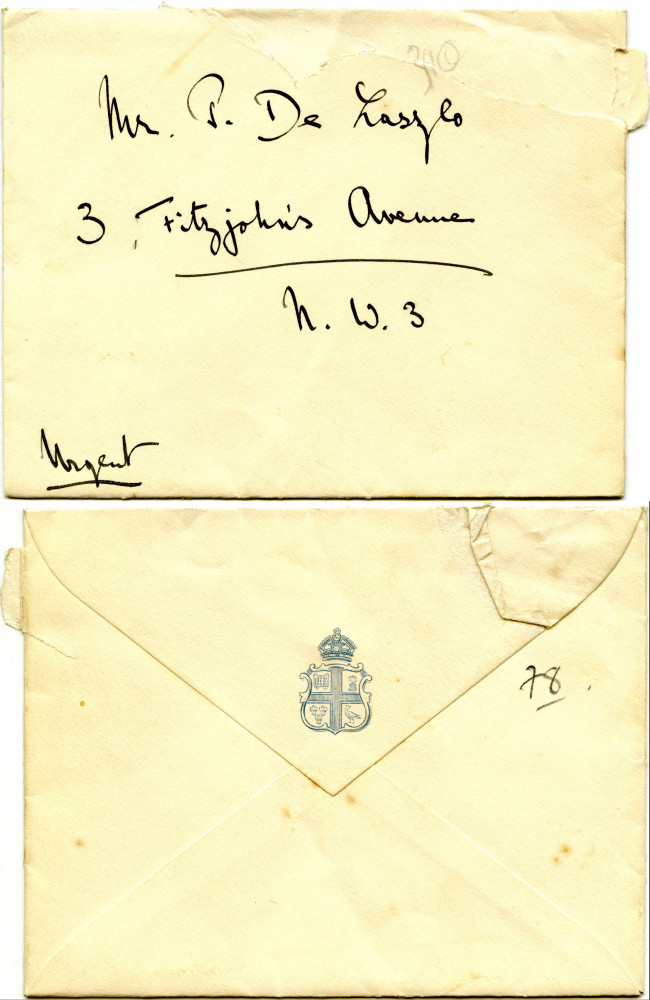 Mr. P. De Laszlo
3 Fitzjohn's Avenue
N. W. 3
Urgent
78.